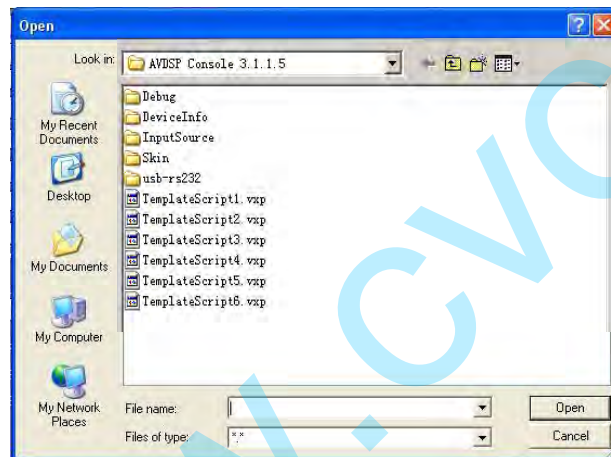 Open
Look in:
AVDSP Console 3.1.1.5
My Recent
Documents
Desktop
My Documents
My Computer
My Network
Places
Debug
DeviceInfo
InputSource
Skin
usb-rs232
TemplateScript1.vxp
TemplateScript2.vxp
TemplateScript3.vxp
TemplateScript4.vxp
TemplateScript5.vxp
TemplateScript6.vxp
File name:
Open
Files of type:
*.*
Cancel